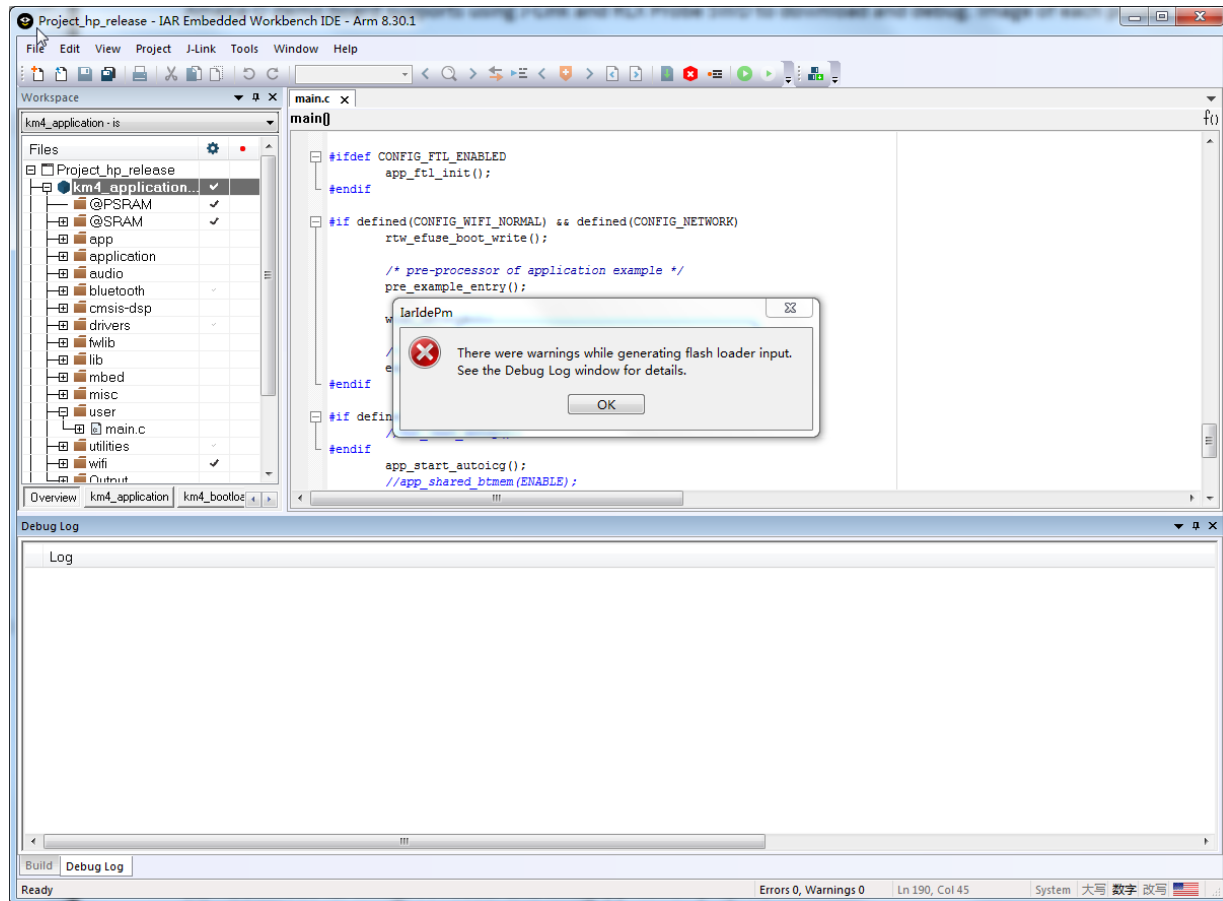 Project_hp_release - IAR Embedded Workbench IDE - Arm 8.30.1
File Edit View Project J-Link Tools Window Help
Workspace
main.c
km4_application - is
main()
f()
Files
Project_hp_release
km4_application...
@PSRAM
@SRAM
app
application
audio
bluetooth
cmsis-dsp
drivers
fwlib
lib
mbed
misc
user
main.c
utilities
wifi
Output
Overview km4_application km4_bootloa
#ifdef CONFIG_FTL_ENABLED
app_ftl_init();
#endif
#if defined(CONFIG_WIFI_NORMAL) && defined(CONFIG_NETWORK)
rtw_efuse_boot_write();
/* pre-processor of application example */
pre_example_entry();
#endif
#if defin
#endif
app_start_autoicg();
//app_shared_btmem(ENABLE);
IarIdePm
There were warnings while generating flash loader input.
See the Debug Log window for details.
OK
Debug Log
Log
Build Debug Log
Ready
Errors 0, Warnings 0
Ln 190, Col 45
System
大写 数字 改写